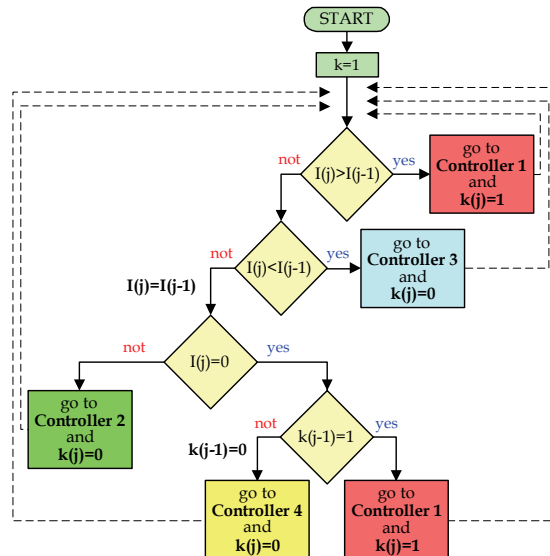 START
k=1
I(j)>I(j-1)
not
yes
go to
Controller 1
and
k(j)=1
I(j)<I(j-1)
not
yes
go to
Controller 3
and
k(j)=0
I(j)=I(j-1)
I(j)=0
not
yes
go to
Controller 2
and
k(j)=0
k(j-1)=1
not
yes
k(j-1)=0
go to
Controller 4
and
k(j)=0
go to
Controller 1
and
k(j)=1